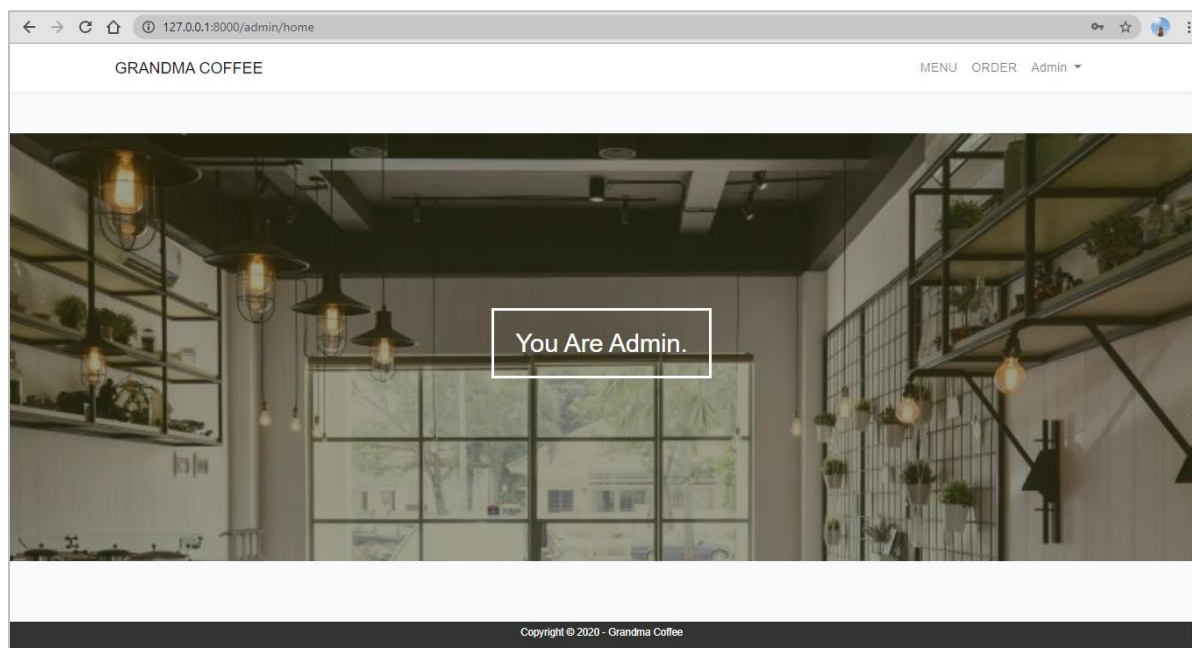 127.0.0.1:8000/admin/home
GRANDMA COFFEE MENU ORDER Admin
You Are Admin.
Copyright © 2020 - Grandma Coffee